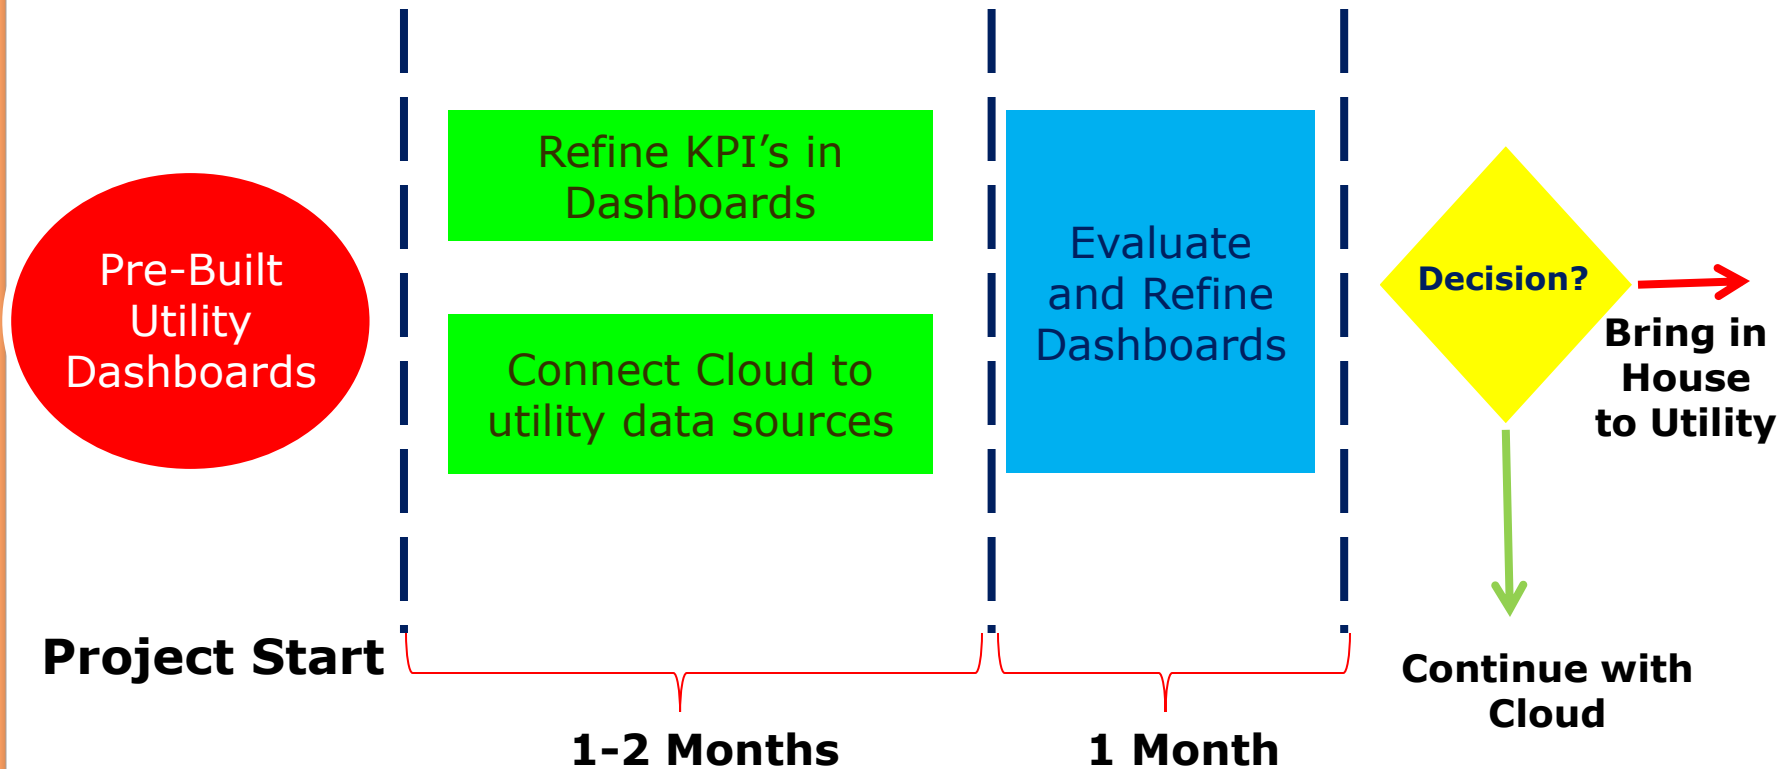 Pre-Built
Utility
Dashboards
Project Start
Refine KPI’s in
Dashboards
Connect Cloud to
utility data sources
1-2 Months
Evaluate
and Refine
Dashboards
1 Month
Decision?
Bring in
House
to Utility
Continue with
Cloud